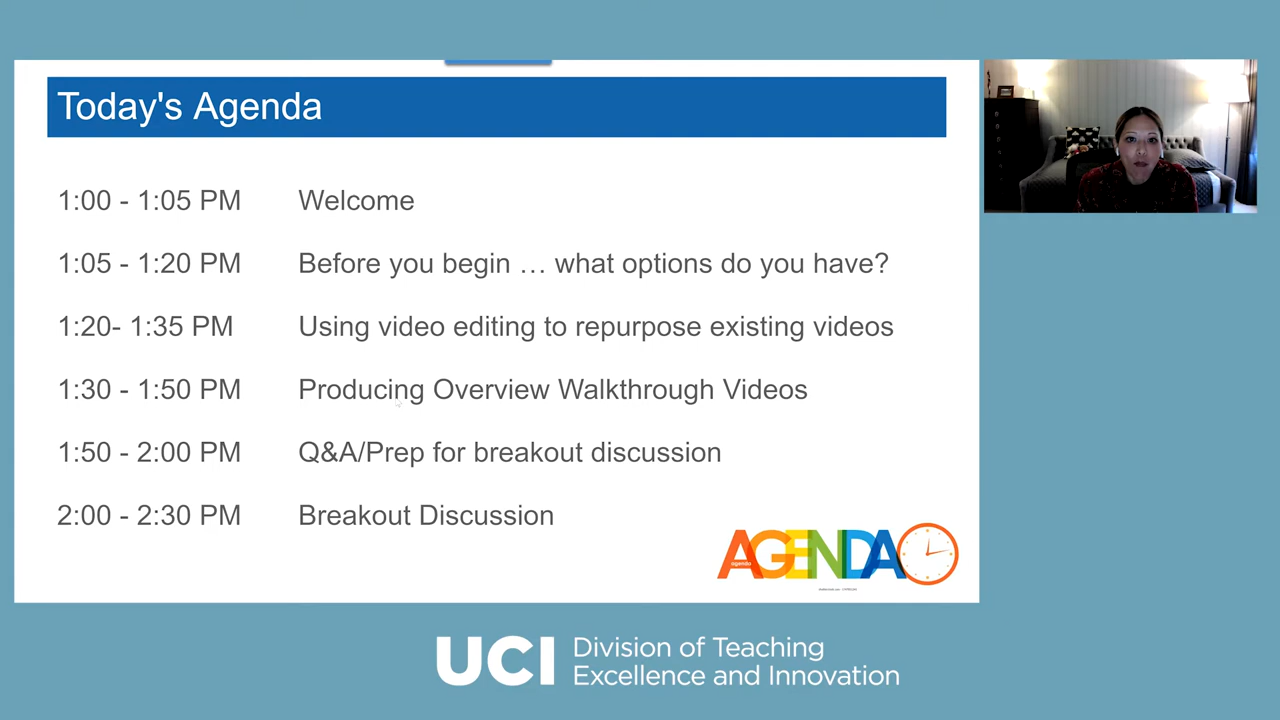 Today's Agenda
1:00 - 1:05 PM Welcome
1:05 - 1:20 PM Before you begin … what options do you have?
1:20- 1:35 PM Using video editing to repurpose existing videos
1:30 - 1:50 PM Producing Overview Walkthrough Videos
1:50 - 2:00 PM Q&A/Prep for breakout discussion
2:00 - 2:30 PM Breakout Discussion
AGENDA
agenda
UCI Division of Teaching
Excellence and Innovation